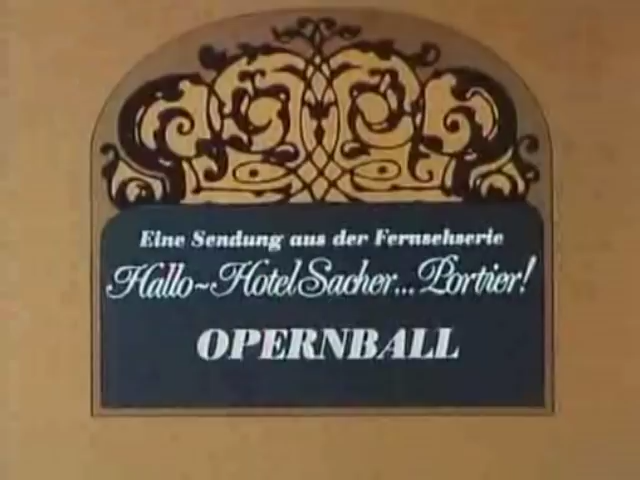 Eine Sendung aus der Fernsehserie
Hallo~Hotel Sacher... Portier!
OPERNBALL